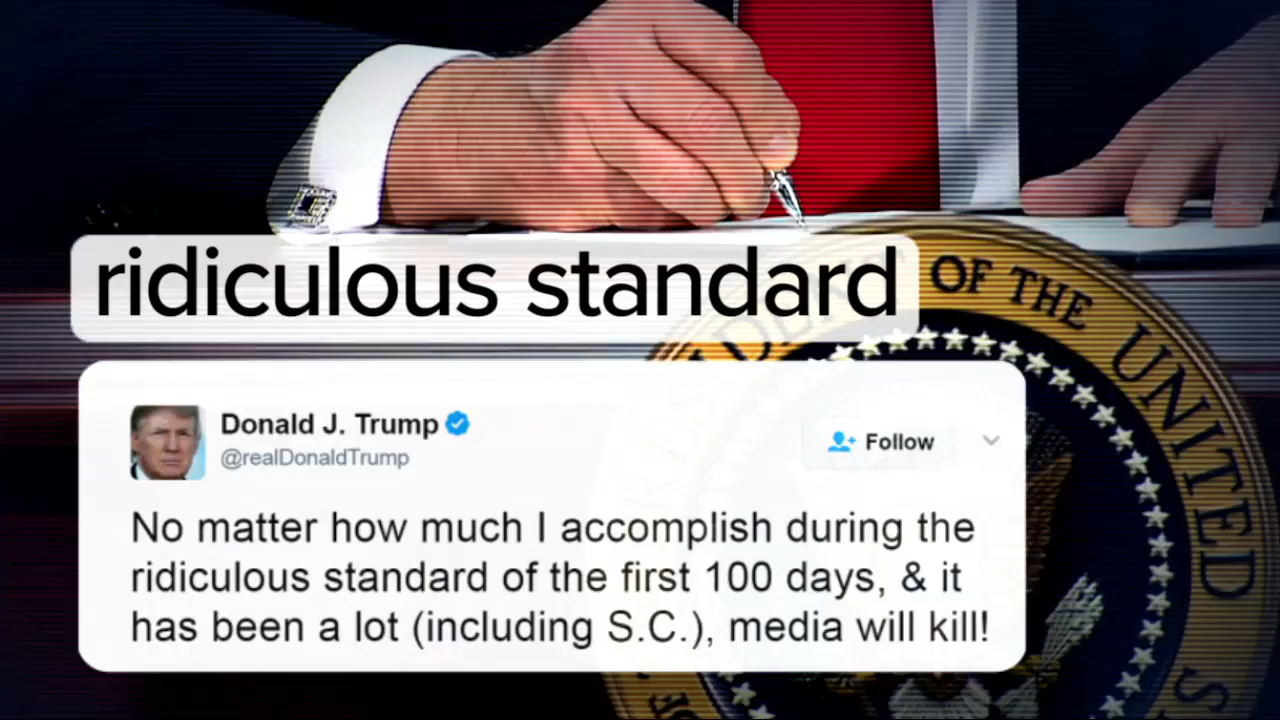 ridiculous standard
OF THE UNITED
Donald J. Trump
@realDonaldTrump
Follow
No matter how much I accomplish during the
ridiculous standard of the first 100 days, & it
has been a lot (including S.C.), media will kill!